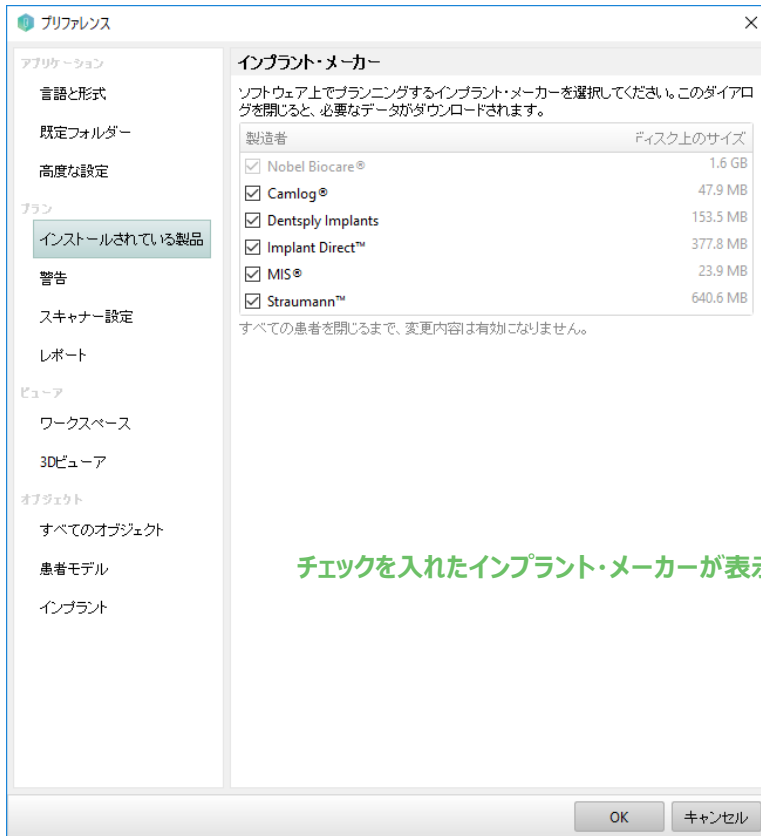 プリファレンス
アプリケーション
言語と形式
既定フォルダー
高度な設定
プラン
インストールされている製品
警告
スキャナー設定
レポート
ビューア
ワークスペース
3Dビューア
オブジェクト
すべてのオブジェクト
患者モデル
インプラント
インプラント・メーカー
ソフトウェア上でプランニングするインプラント・メーカーを選択してください。このダイアロ
グを閉じると、必要なデータがダウンロードされます。
製造者 ディスク上のサイズ
Nobel Biocare® 1.6 GB
Camlog® 47.9 MB
Dentsply Implants 153.5 MB
Implant Direct™ 377.8 MB
MIS® 23.9 MB
Straumann™ 640.6 MB
すべての患者を閉じるまで、変更内容は有効になりません。
チェックを入れたインプラント・メーカーが表示
OK キャンセル